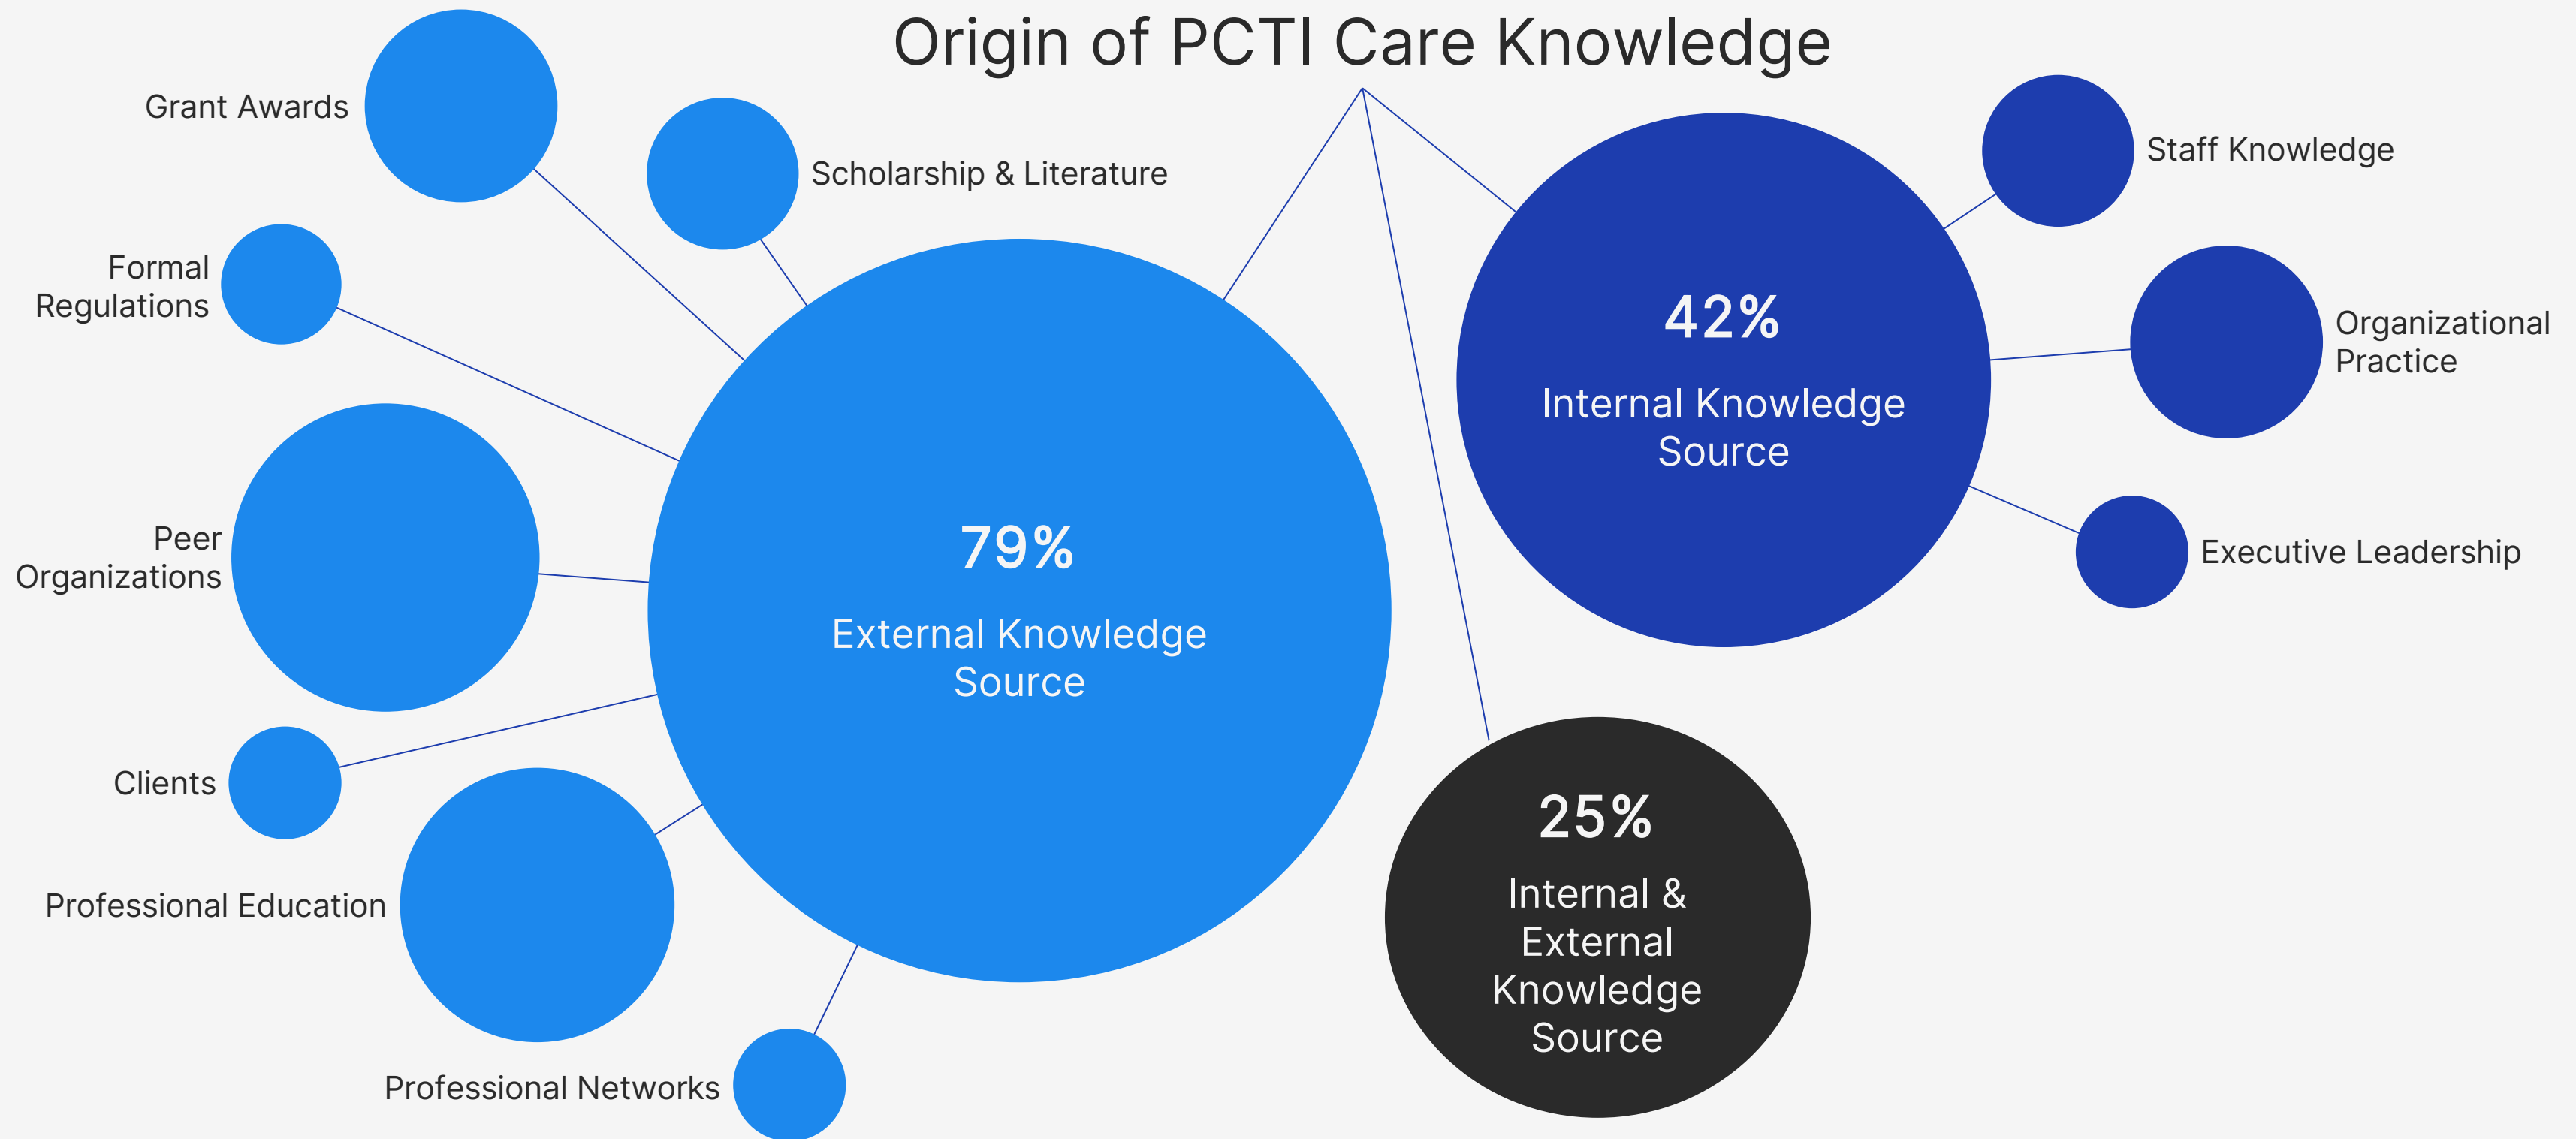 Origin of PCTI Care Knowledge
Grant Awards
Scholarship & Literature
Formal
Regulations
Peer
Organizations
Clients
Professional Education
Professional Networks
79%
External Knowledge
Source
42%
Internal Knowledge
Source
Staff Knowledge
Organizational
Practice
Executive Leadership
25%
Internal &
External
Knowledge
Source